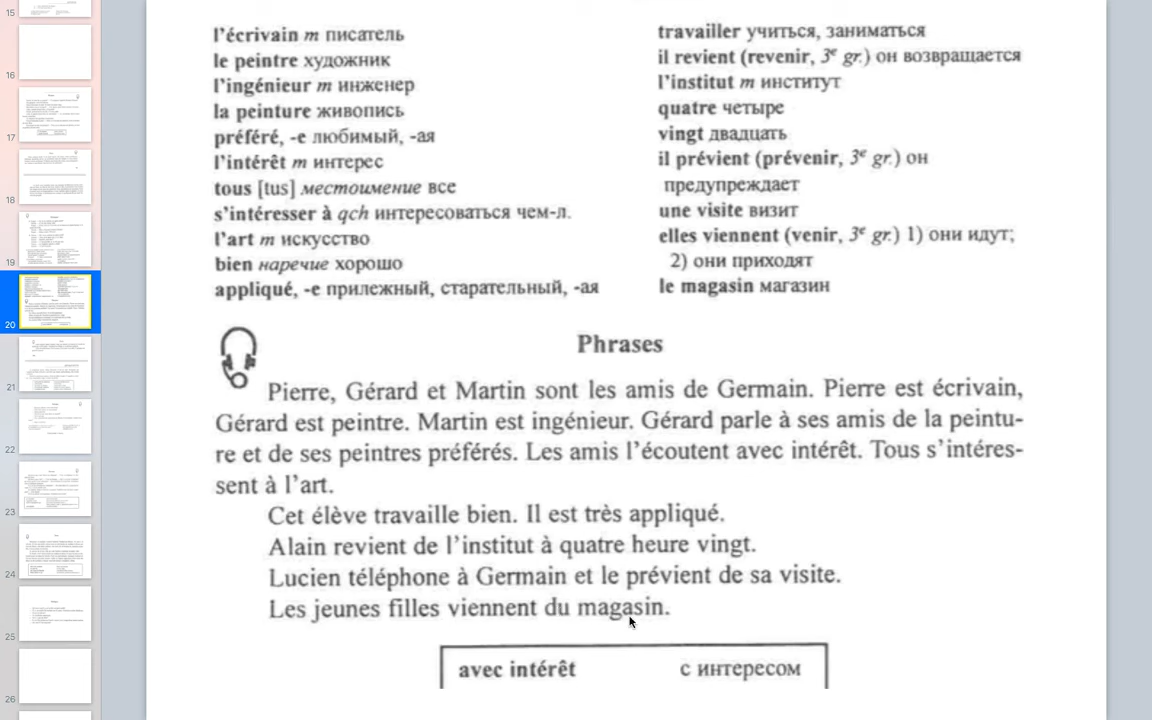 l'écrivain m писатель
le peintre художник
l'ingénieur m инженер
la peinture живопись
préféré, -e любимый, -ая
l'intérêt m интерес
tous [tus] местоимение все
s'intéresser à qch интересоваться чем-л.
l'art m искусство
bien наречие хорошо
appliqué, -e прилежный, старательный, -ая
travailler учиться, заниматься
il revient (revenir, 3e gr.) он возвращается
l'institut m институт
quatre четыре
vingt двадцать
il prévient (prévenir, 3e gr.) он
предупреждает
une visite визит
elles viennent (venir, 3e gr.) 1) они идут;
2) они приходят
le magasin магазин
Phrases
Pierre, Gérard et Martin sont les amis de Germain. Pierre est écrivain,
Gérard est peintre. Martin est ingénieur. Gérard parle à ses amis de la peintu-
re et de ses peintres préférés. Les amis l'écoutent avec intérêt. Tous s'intéres-
sent à l'art.
Cet élève travaille bien. Il est très appliqué.
Alain revient de l'institut à quatre heure vingt.
Lucien téléphone à Germain et le prévient de sa visite.
Les jeunes filles viennent du magasin.
avec intérêt с интересом
15
16
17
18
19
20
21
22
23
24
25
26